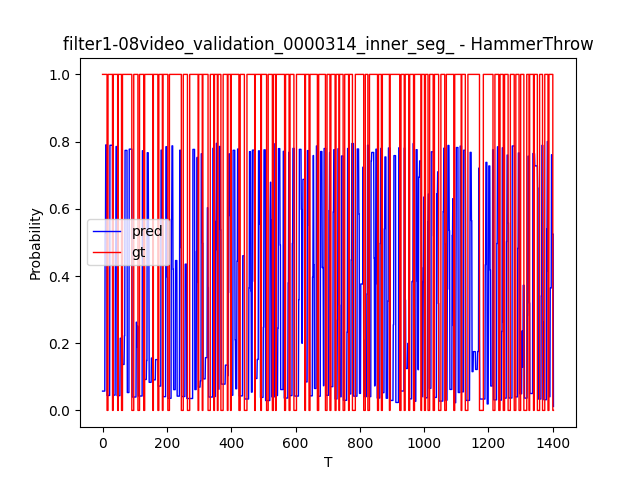 filter1-08video_validation_0000314_inner_seg_ - HammerThrow
1.0
0.8
0.6
0.4
0.2
0.0
Probability
pred
gt
0 200 400 600 800 1000 1200 1400
T